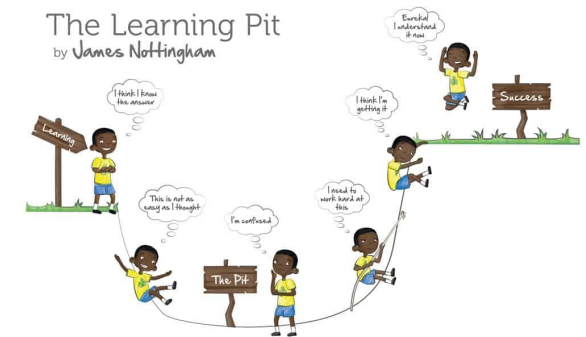 The Learning Pit
by James Nottingham
Eureka!
I understand
it now
I think I know
the answer
I think I'm
getting it
Success
Learning
This is not as
easy as I thought
I'm confused
I need to
work hard at
this
The Pit